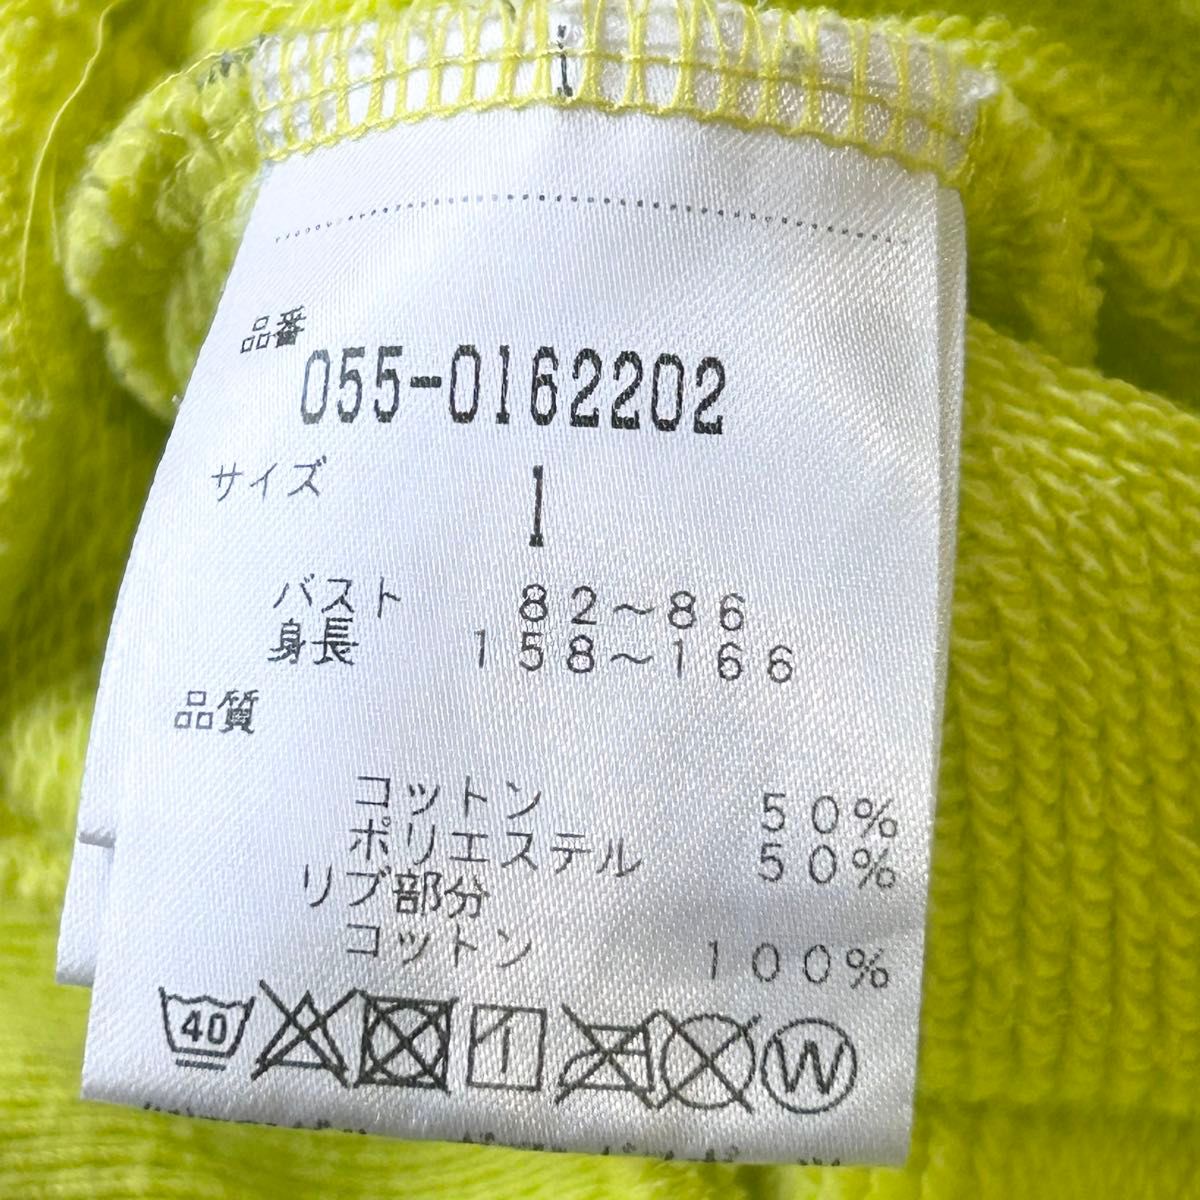 品番
055-0162202
サイズ 1
バスト 82～86
身長 158～166
品質
コットン 50%
ポリエステル 50%
リブ部分
コットン 100%
40 W